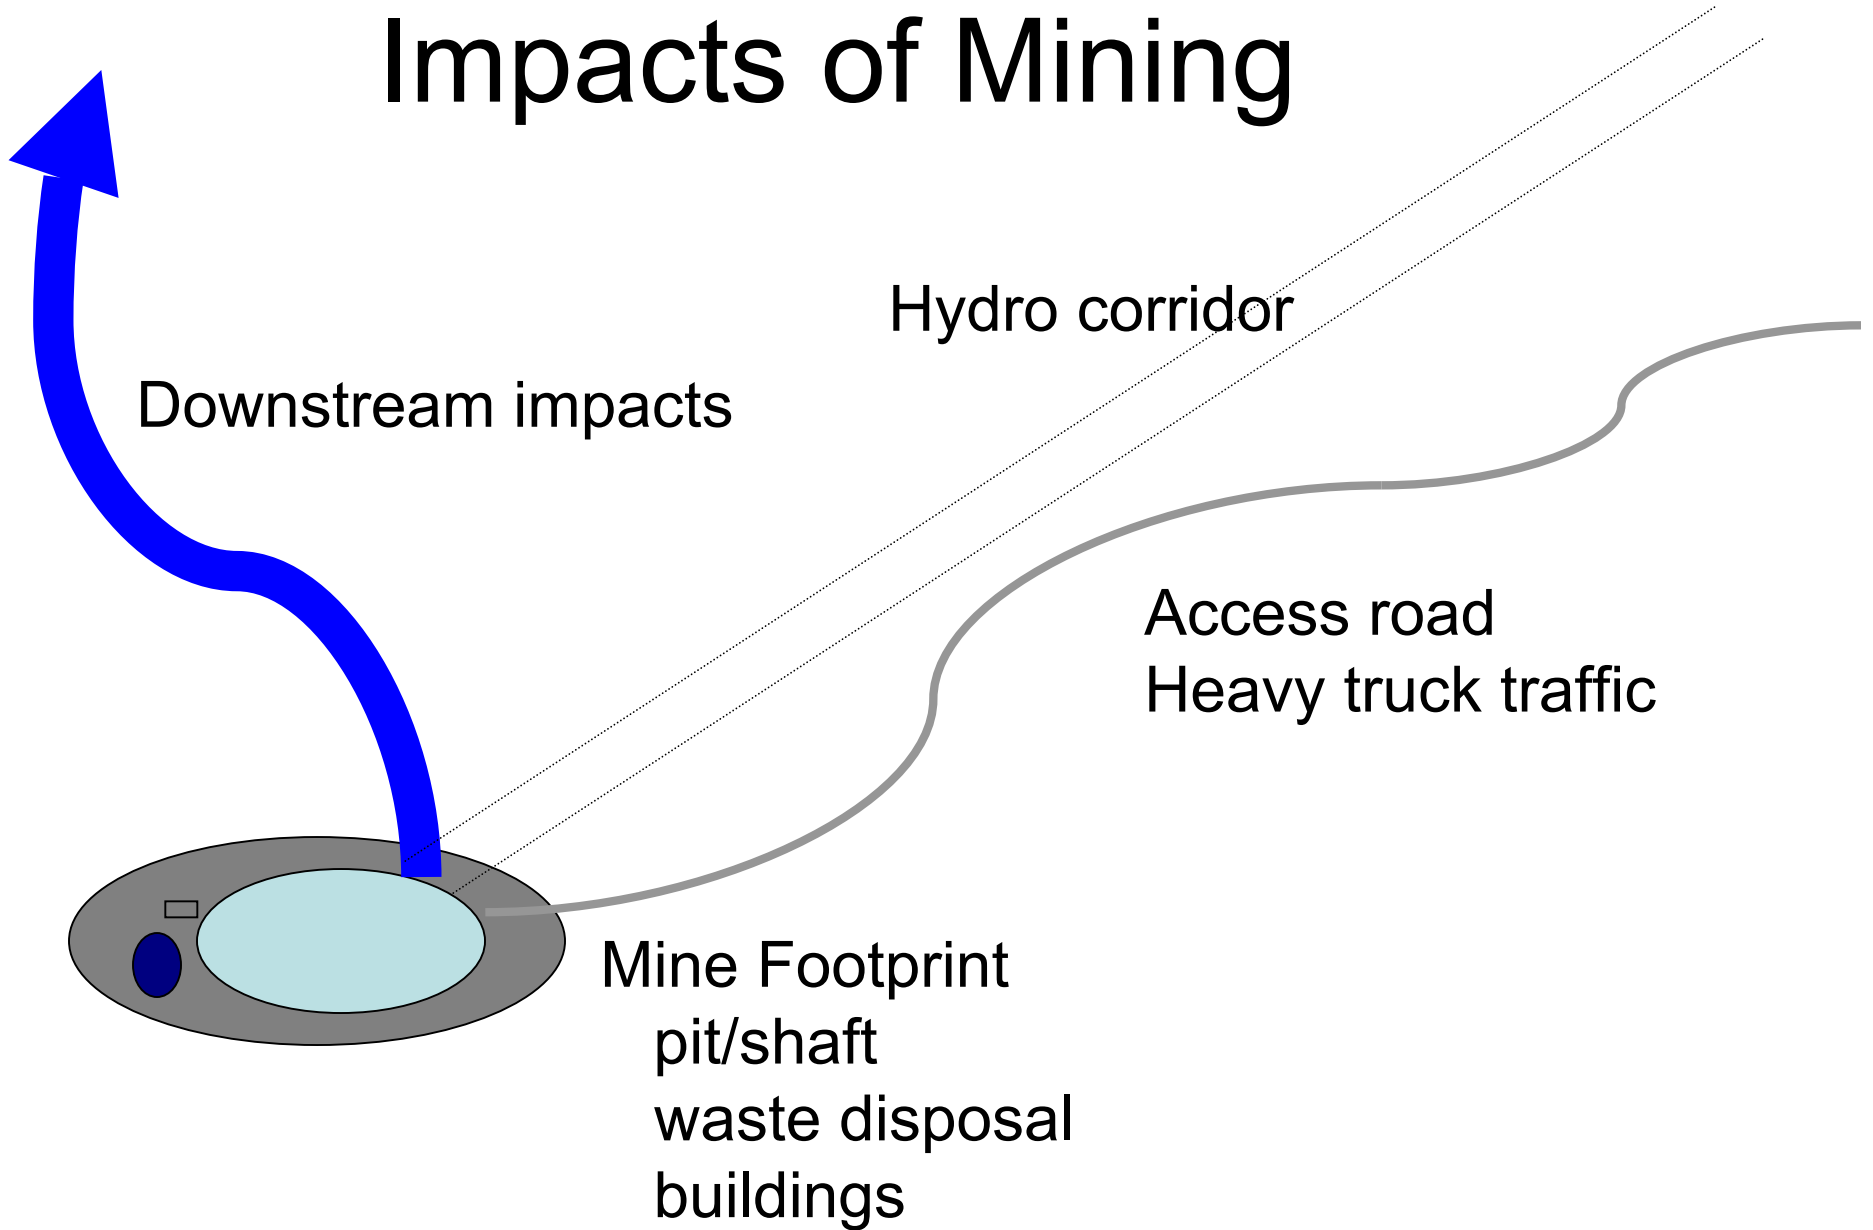 Impacts of Mining
Hydro corridor
Downstream impacts
Access road
Heavy truck traffic
Mine Footprint
pit/shaft
waste disposal
buildings